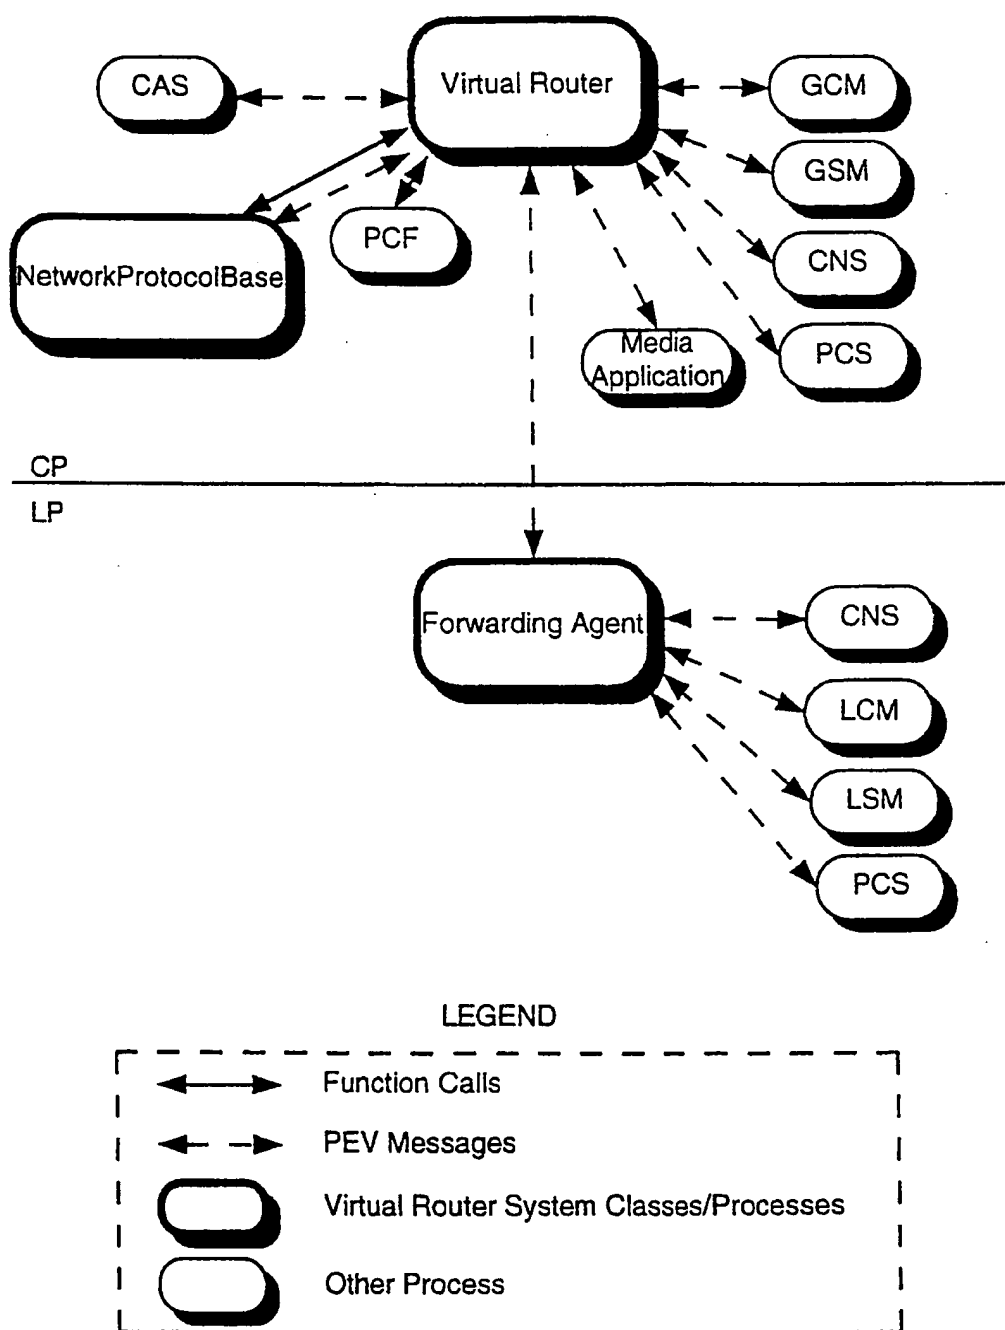 CAS
Virtual Router
GCM
GSM
PCF
NetworkProtocolBase
CNS
Media
Application
PCS
CP
LP
Forwarding Agent
CNS
LCM
LSM
PCS
LEGEND
Function Calls
PEV Messages
Virtual Router System Classes/Processes
Other Process